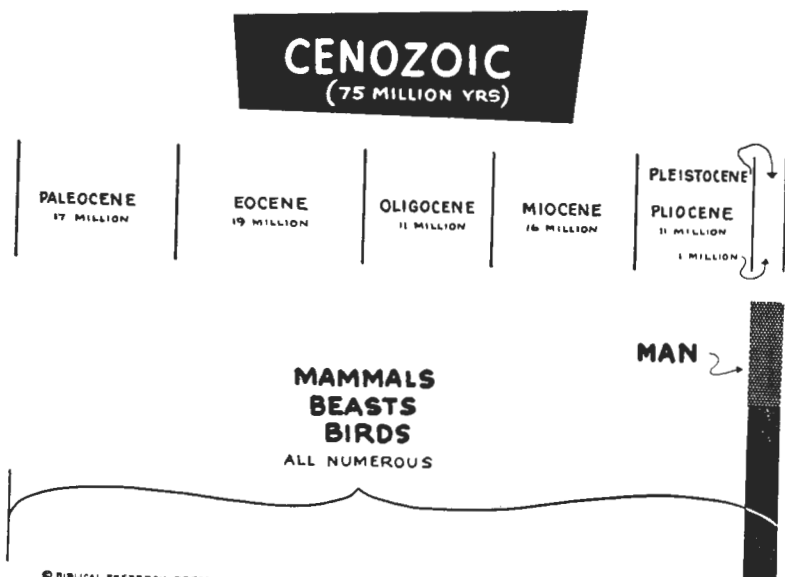 CENOZOIC
(75 MILLION YRS)
PALEOCENE
17 MILLION
EOCENE
19 MILLION
OLIGOCENE
11 MILLION
MIOCENE
16 MILLION
PLEISTOCENE
PLIOCENE
11 MILLION
1 MILLION
MAN
MAMMALS
BEASTS
BIRDS
ALL NUMEROUS
© BIBLICAL